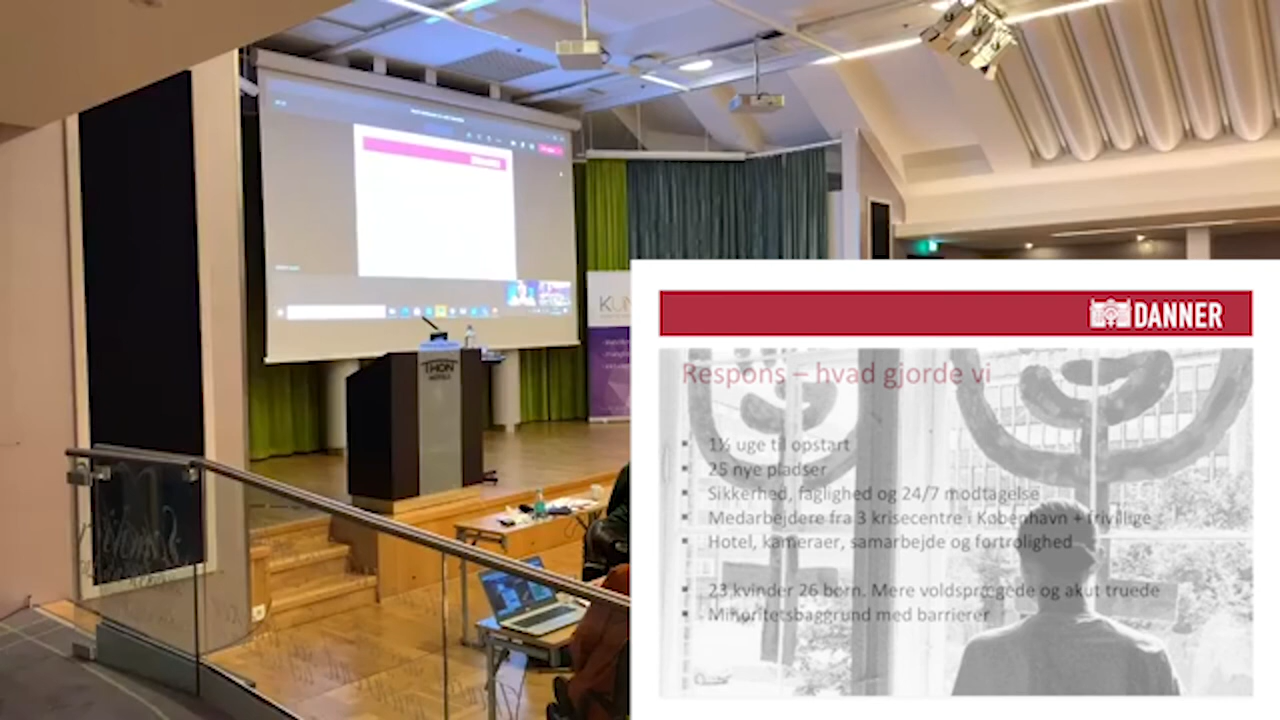 THON
HOTELS
KUN
DANNER
Respons – hvad gjorde vi
1½ uge til opstart
25 nye pladser
Sikkerhed, faglighed og 24/7 modtagelse
Medarbejdere fra 3 krisecentre i København + frivillige
Hotel, kameraer, samarbejde og fortrolighed
23 kvinder 26 børn. Mere voldsprægede og akut truede
Minoritetsbaggrund med barrierer